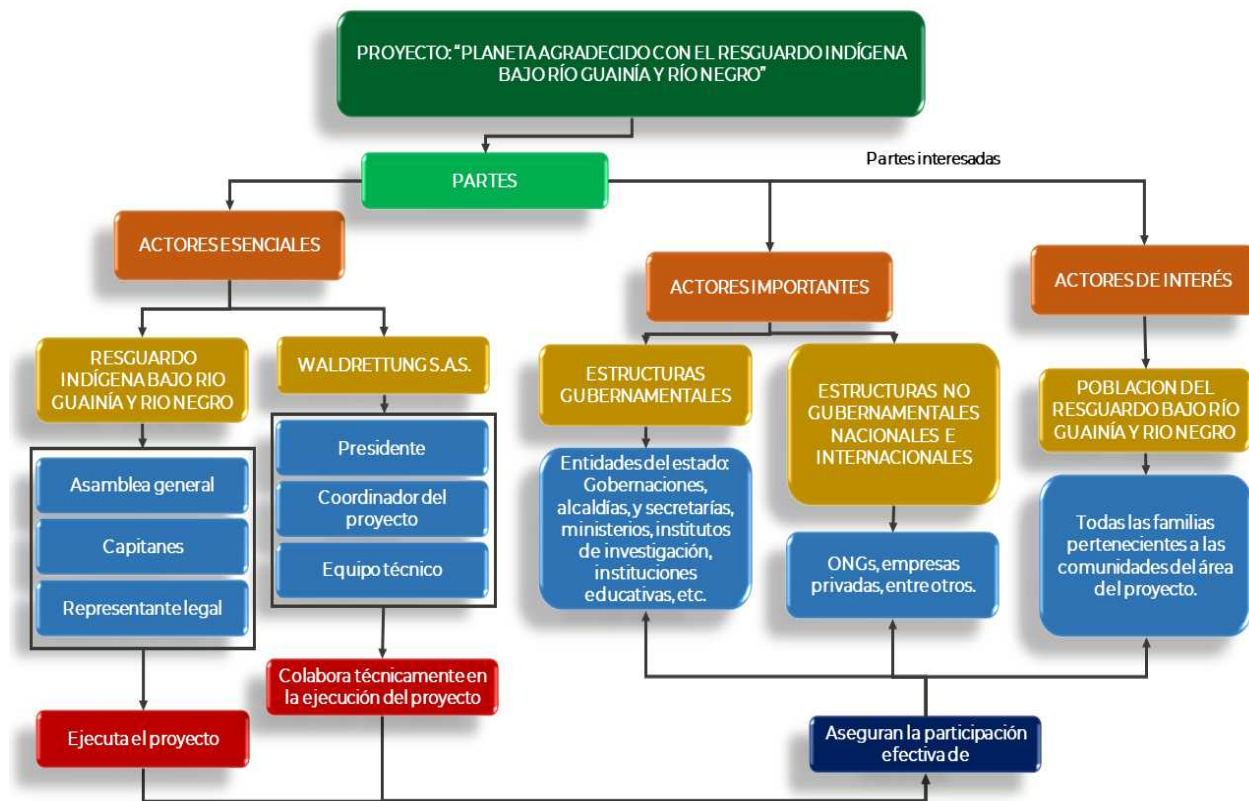 PROYECTO: “PLANETA AGRADECIDO CON EL RESGUARDO INDÍGENA
BAJO RÍO GUAINÍA Y RÍO NEGRO”
PARTES
Partes interesadas
ACTORES ESENCIALES
ACTORES IMPORTANTES
ACTORES DE INTERÉS
RESGUARDO
INDÍGENA BAJO RIO
GUAINÍA Y RIO NEGRO
WALDRETTUNG S.A.S.
ESTRUCTURAS
GUBERNAMENTALES
ESTRUCTURAS NO
GUBERNAMENTALES
NACIONALES E
INTERNACIONALES
POBLACION DEL
RESGUARDO BAJO RÍO
GUAINÍA Y RIO NEGRO
Asamblea general
Capitanes
Representante legal
Presidente
Coordinador del
proyecto
Equipo técnico
Entidades del estado:
Gobernaciones,
alcaldías, y secretarías,
ministerios, institutos
de investigación,
instituciones
educativas, etc.
ONGs, empresas
privadas, entre otros.
Todas las familias
pertenecientes a las
comunidades del área
del proyecto.
Ejecuta el proyecto
Colabora técnicamente en
la ejecución del proyecto
Aseguran la participación
efectiva de